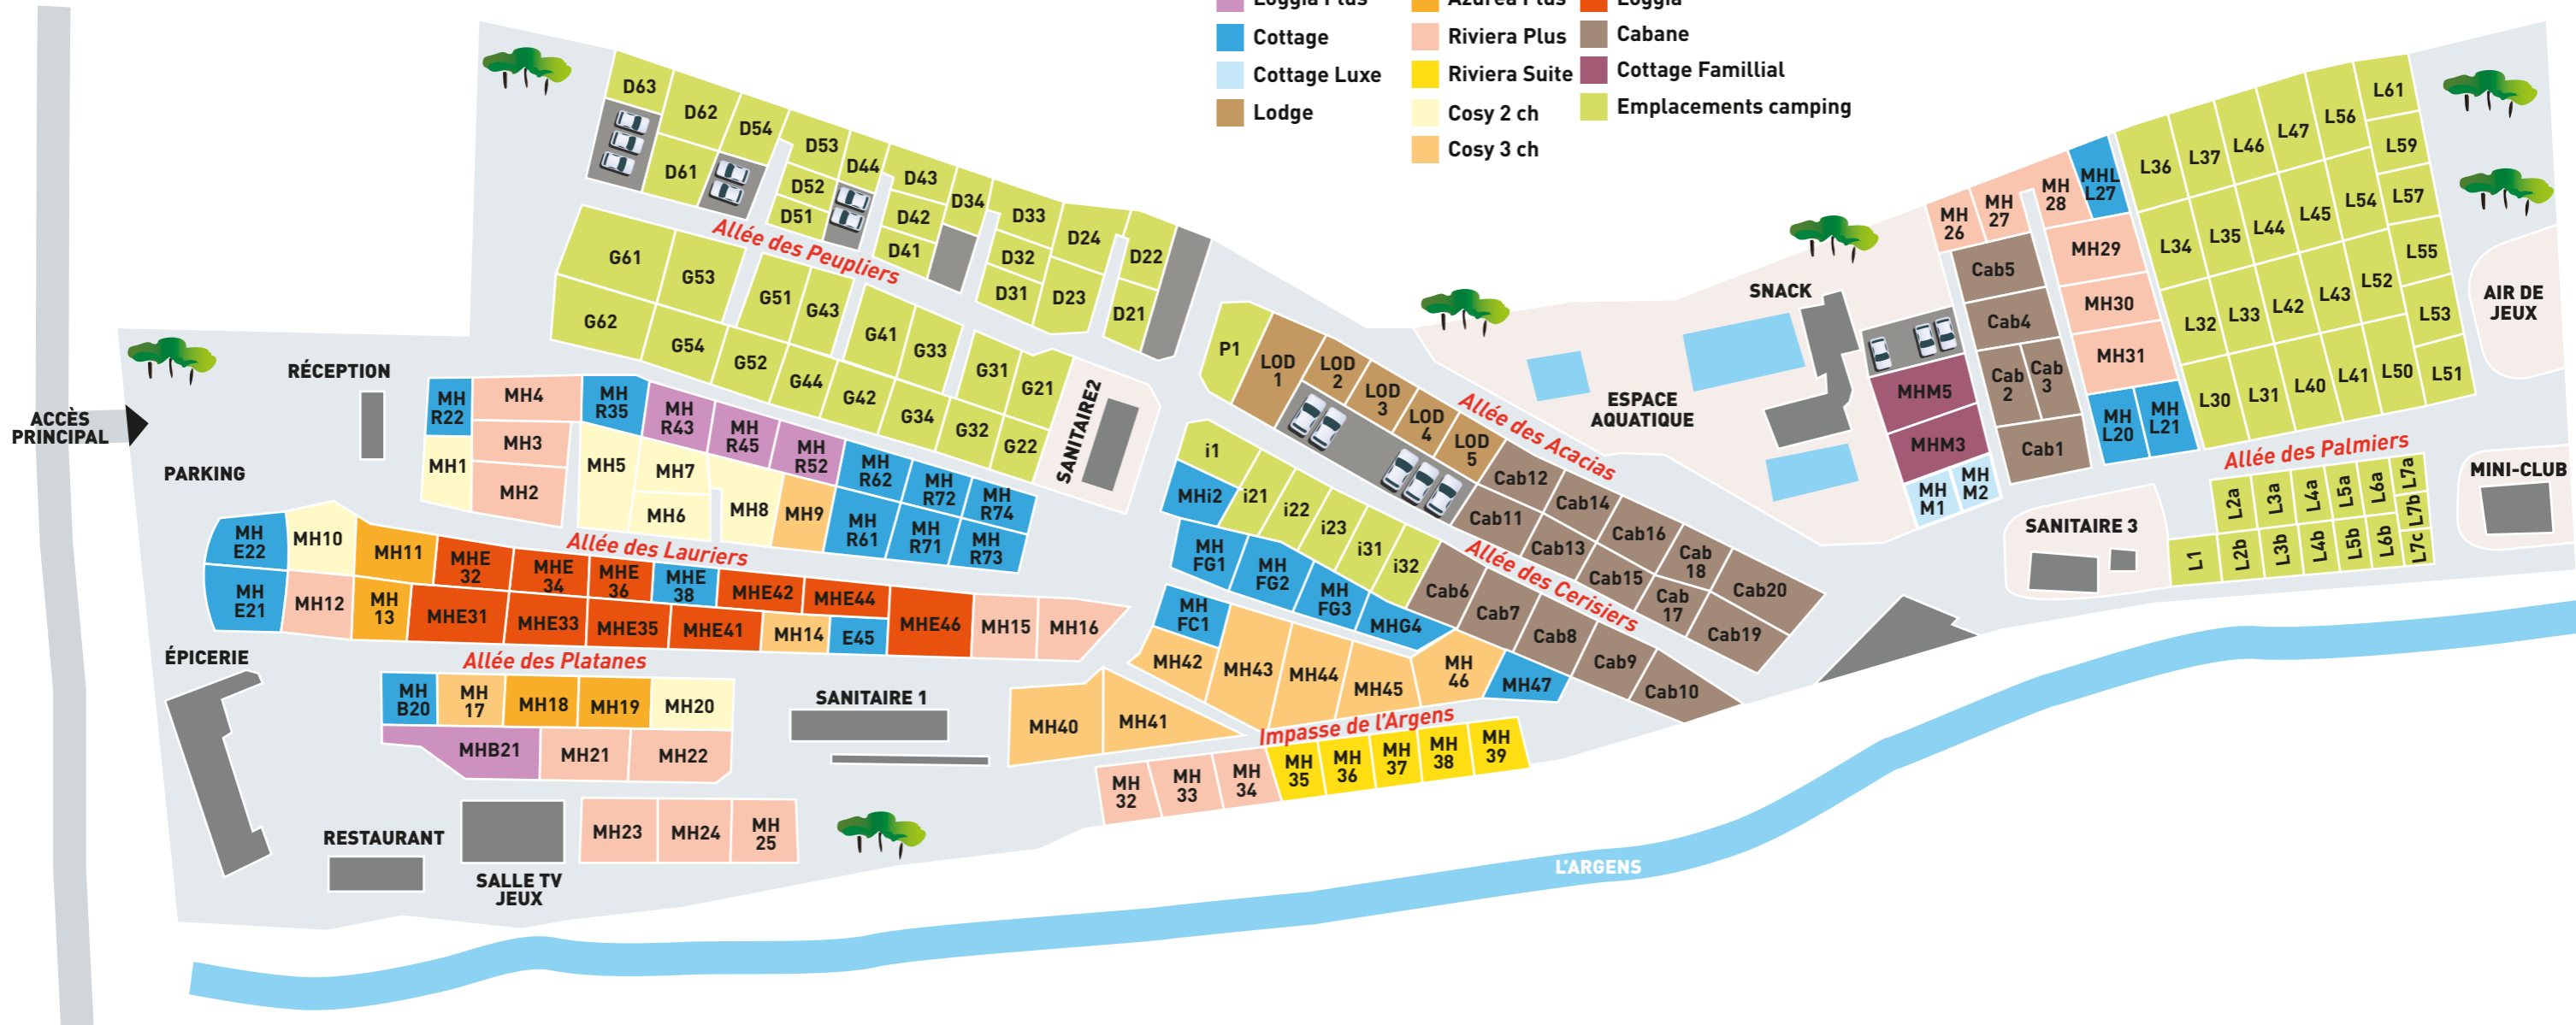 Loggia Plus
Azuréa Plus
Loggia
Cottage
Riviera Plus
Cabane
Cottage Luxe
Riviera Suite
Cottage Famillial
Lodge
Cosy 2 ch
Emplacements camping
Cosy 3 ch
D63
D62
D54
D61
D53
D44
D52
D51
D43
D34
D42
D41
D33
D32
D31
D24
D23
D22
D21
Allée des Peupliers
G61
G53
G51
G43
G41
G33
G31
G21
G62
G54
G52
G44
G42
G34
G32
G22
SANITAIRE2
RÉCEPTION
ACCÈS
PRINCIPAL
PARKING
MH
R22
MH4
MH3
MH1
MH2
MH
R35
MH
R43
MH
R45
MH
R52
MH
R62
MH
R72
MH
R74
MH5
MH7
MH6
MH8
MH9
MH
R61
MH
R71
MH
R73
Allée des Lauriers
MH
E22
MH10
MH11
MHE
32
MHE
34
MHE
36
MHE
38
MHE42
MHE44
MHE46
MH15
MH16
MH
E21
MH12
MH
13
MHE31
MHE33
MHE35
MHE41
MH14
E45
ÉPICERIE
Allée des Platanes
MH
B20
MH
17
MH18
MH19
MH20
MHB21
MH21
MH22
SANITAIRE 1
RESTAURANT
SALLE TV
JEUX
MH23
MH24
MH
25
P1
LOD
1
LOD
2
LOD
3
LOD
4
LOD
5
Allée des Acacias
i1
MHi2
i21
i22
i23
i31
i32
Cab12
Cab14
Cab16
Cab
18
Cab20
Cab11
Cab13
Cab15
Cab
17
Cab19
Allée des Cerisiers
Cab6
Cab7
Cab8
Cab9
Cab10
MH
FG1
MH
FG2
MH
FG3
MHG4
MH
FC1
MH42
MH43
MH44
MH45
MH
46
MH47
MH40
MH41
Impasse de l'Argens
MH
32
MH
33
MH
34
MH
35
MH
36
MH
37
MH
38
MH
39
L'ARGENS
SNACK
ESPACE
AQUATIQUE
MH
26
MH
27
MH
28
MHL
L27
Cab5
Cab4
Cab
2
Cab
3
Cab1
MH29
MH30
MH31
MH
L20
MH
L21
MHM5
MHM3
MH
M1
MH
M2
L36
L37
L46
L47
L56
L61
L59
L34
L35
L44
L45
L54
L57
L55
L32
L33
L42
L43
L52
L53
L30
L31
L40
L41
L50
L51
Allée des Palmiers
AIR DE
JEUX
MINI-CLUB
SANITAIRE 3
L2a
L3a
L4a
L5a
L6a
L7a
L7b
L1
L2b
L3b
L4b
L5b
L6b
L7c